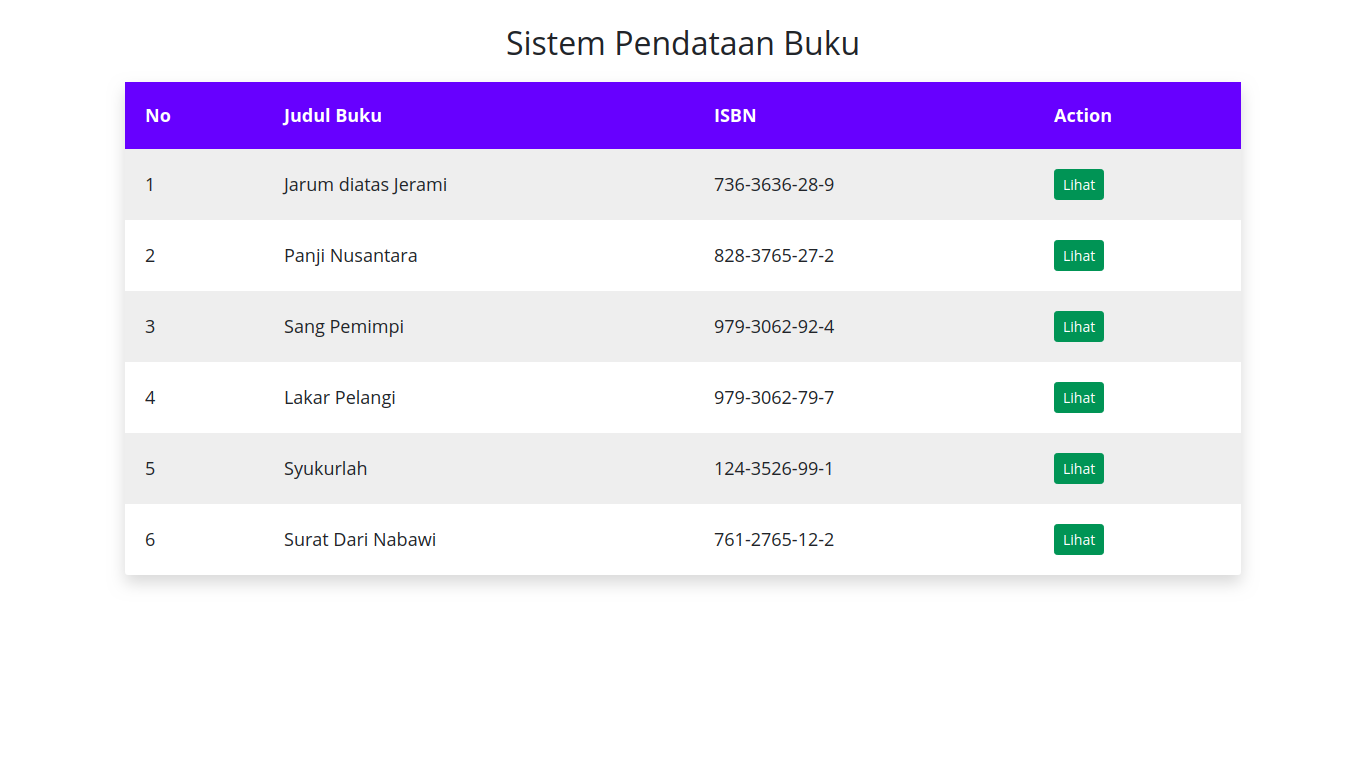 Sistem Pendataan Buku
No Judul Buku ISBN Action
1 Jarum diatas Jerami 736-3636-28-9 Lihat
2 Panji Nusantara 828-3765-27-2 Lihat
3 Sang Pemimpi 979-3062-92-4 Lihat
4 Lakar Pelangi 979-3062-79-7 Lihat
5 Syukurlah 124-3526-99-1 Lihat
6 Surat Dari Nabawi 761-2765-12-2 Lihat